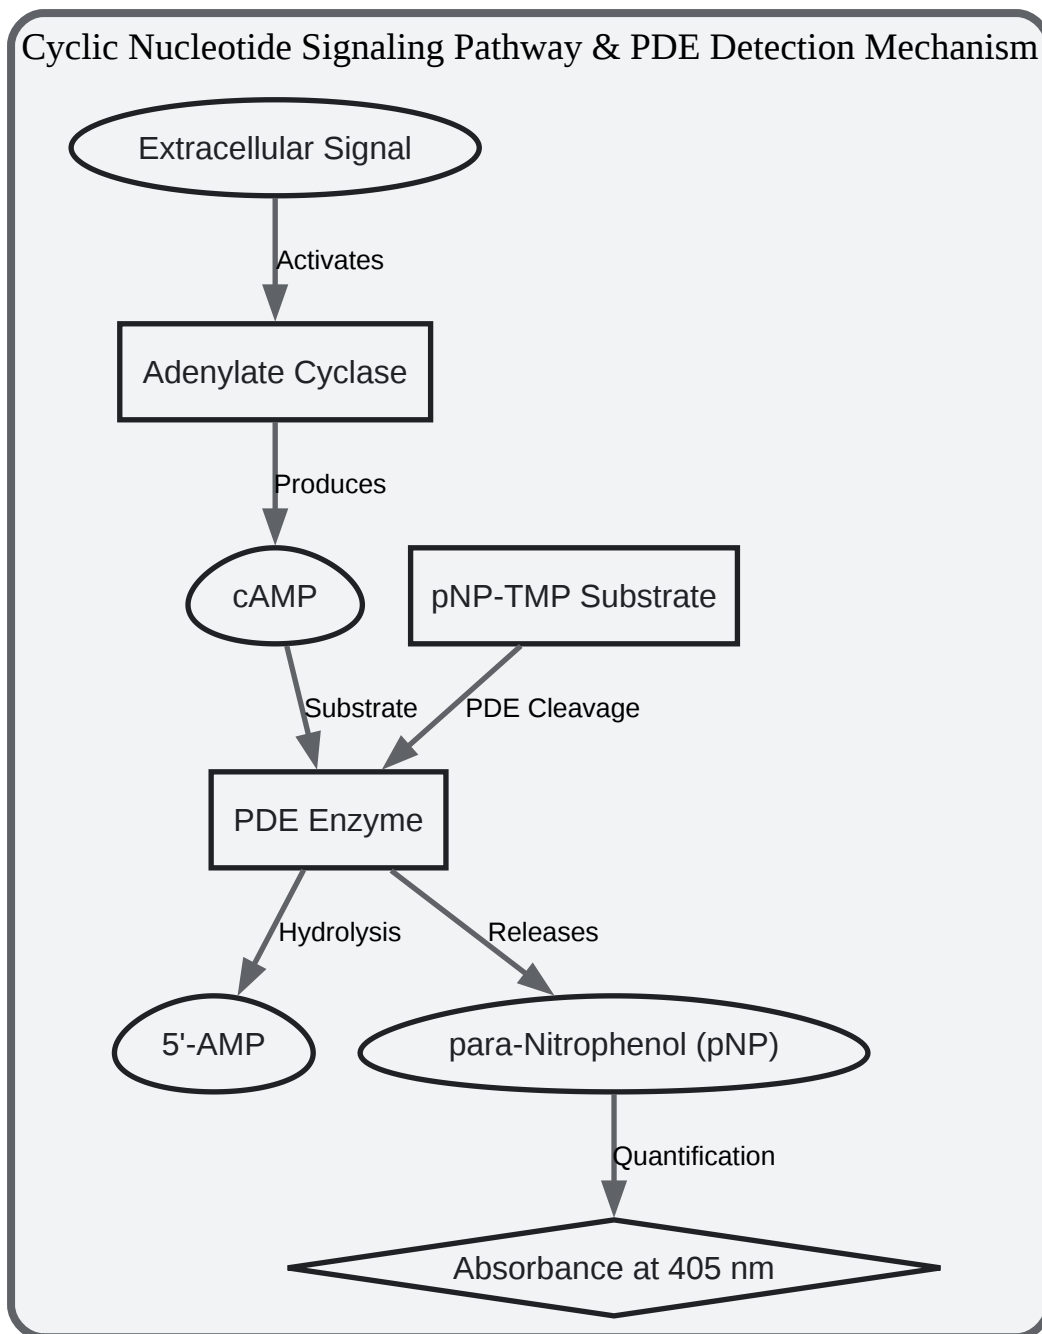 Cyclic Nucleotide Signaling Pathway & PDE Detection Mechanism
Extracellular Signal
Activates
Adenylate Cyclase
Produces
cAMP
pNP-TMP Substrate
Substrate
PDE Cleavage
PDE Enzyme
Hydrolysis
Releases
5'-AMP
para-Nitrophenol (pNP)
Quantification
Absorbance at 405 nm